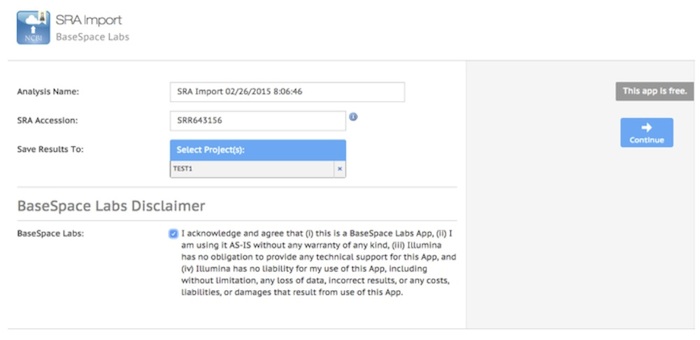 SRA Import
NCBI
BaseSpace Labs
This app is free.
Analysis Name: SRA Import 02/26/2015 8:06:46
SRA Accession: SRR643156
Continue
Save Results To: Select Project(s):
TEST1
BaseSpace Labs Disclaimer
BaseSpace Labs: I acknowledge and agree that (i) this is a BaseSpace Labs App, (ii) I
am using it AS-IS without any warranty of any kind, (iii) Illumina
has no obligation to provide any technical support for this App, and
(iv) Illumina has no liability for my use of this App, including
without limitation, any loss of data, incorrect results, or any costs,
liabilities, or damages that result from use of this App.